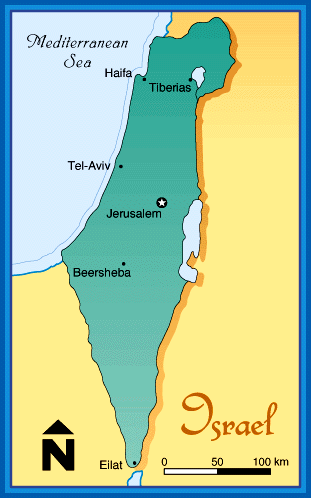 Mediterranean
Sea
Haifa
Tiberias
Tel-Aviv
Jerusalem
Beersheba
Israel
N
Eilat
0 50 100 km